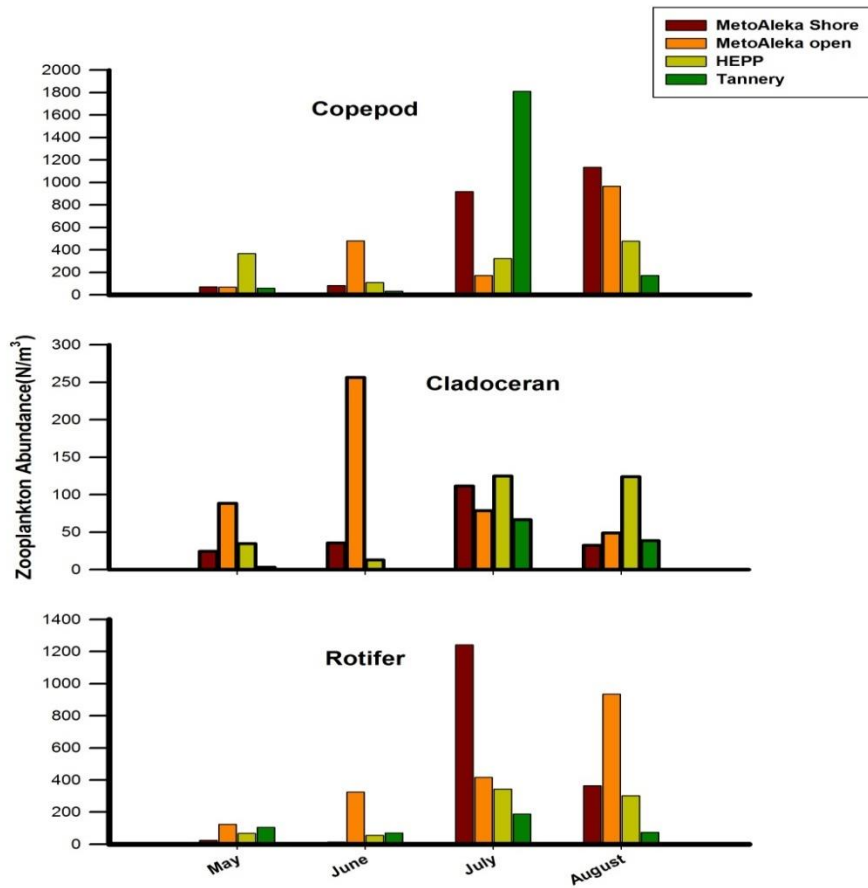 MetoAleka Shore
MetoAleka open
HEPP
Tannery
Copepod
2000
1800
1600
1400
1200
1000
800
600
400
200
0
Zooplankton Abundance(N/m³)
Cladoceran
300
250
200
150
100
50
0
Rotifer
1400
1200
1000
800
600
400
200
0
May June July August